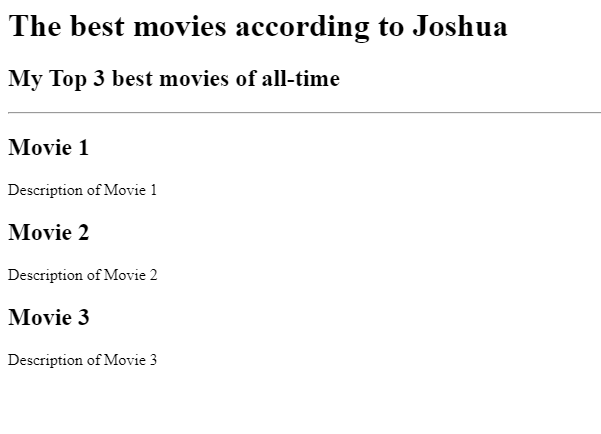 The best movies according to Joshua
My Top 3 best movies of all-time
Movie 1
Description of Movie 1
Movie 2
Description of Movie 2
Movie 3
Description of Movie 3